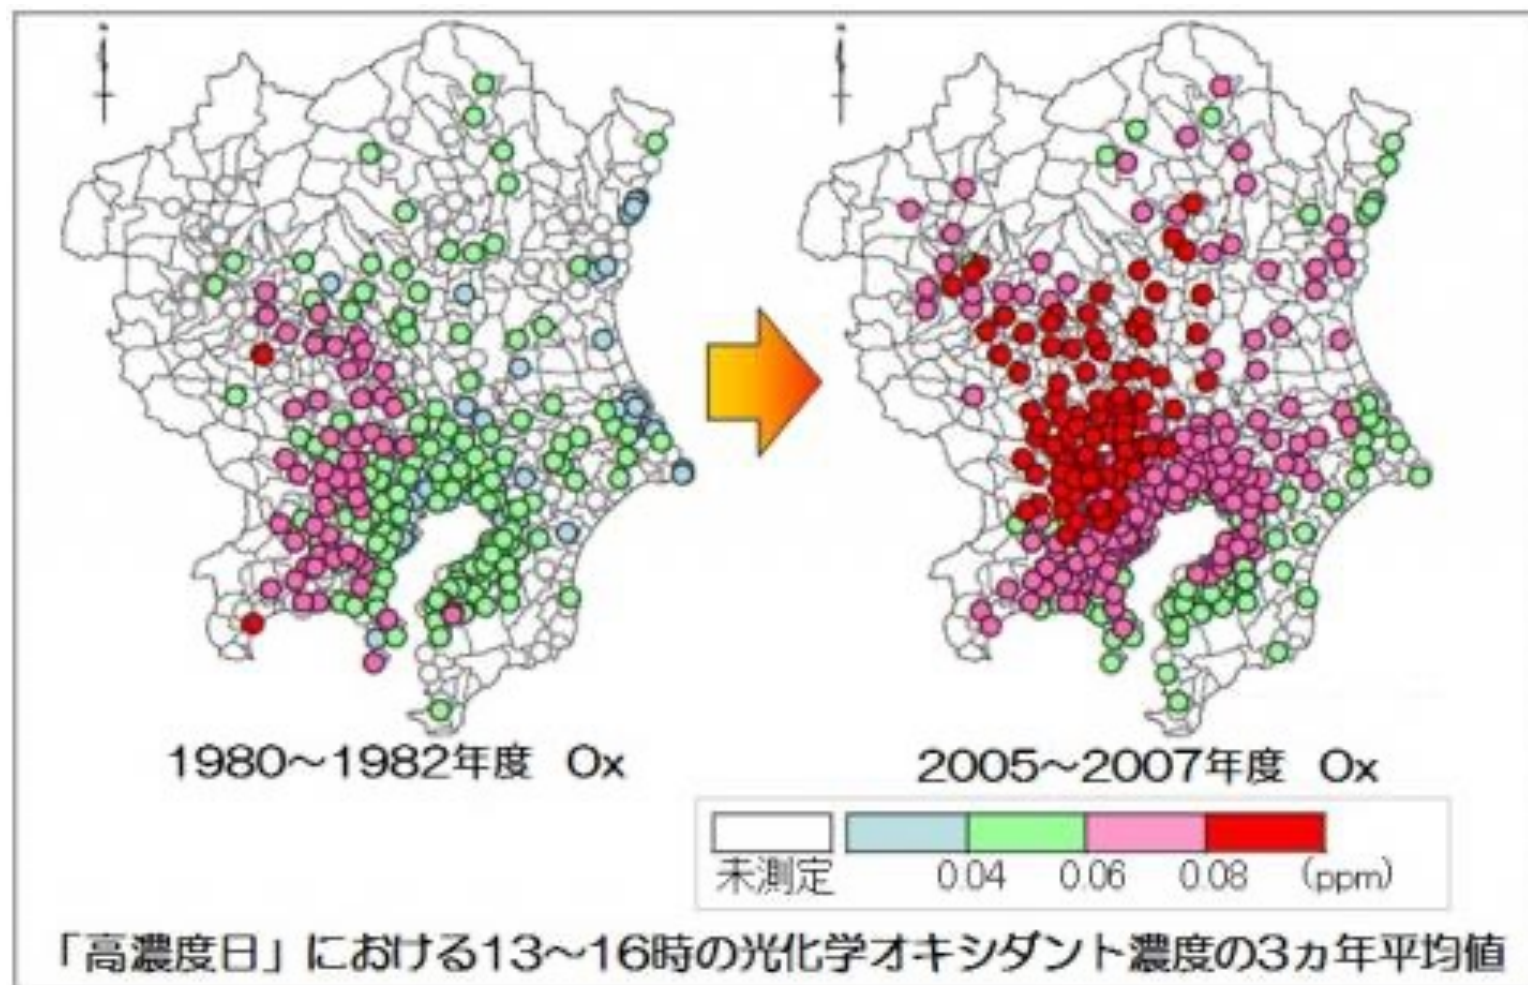 1980～1982年度 Ox
2005～2007年度 Ox
未測定
0.04
0.06
0.08
(ppm)
「高濃度日」における13～16時の光化学オキシダント濃度の3ヵ年平均値